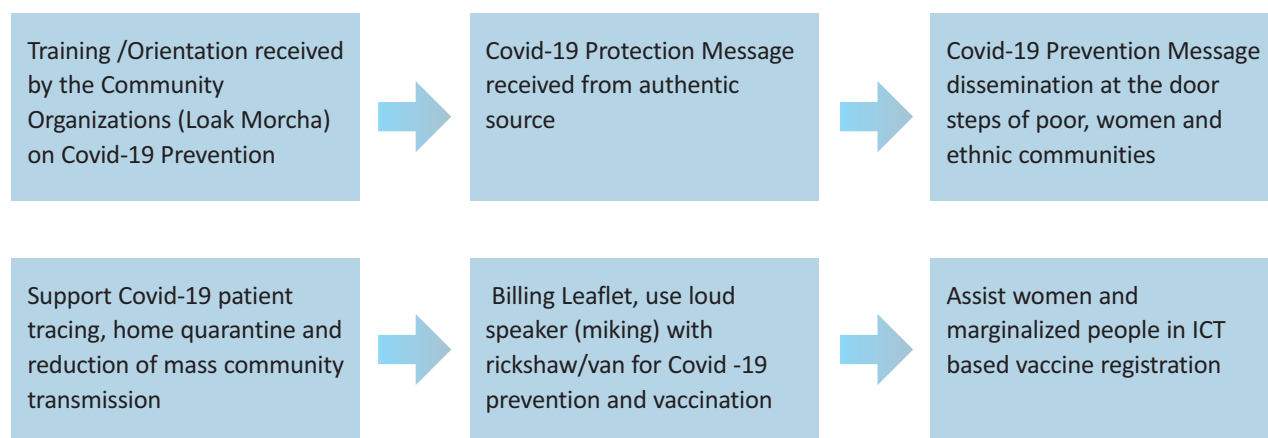 Training /Orientation received
by the Community
Organizations (Loak Morcha)
on Covid-19 Prevention
Covid-19 Protection Message
received from authentic
source
Covid-19 Prevention Message
dissemination at the door
steps of poor, women and
ethnic communities
Support Covid-19 patient
tracing, home quarantine and
reduction of mass community
transmission
Billing Leaflet, use loud
speaker (miking) with
rickshaw/van for Covid -19
prevention and vaccination
Assist women and
marginalized people in ICT
based vaccine registration